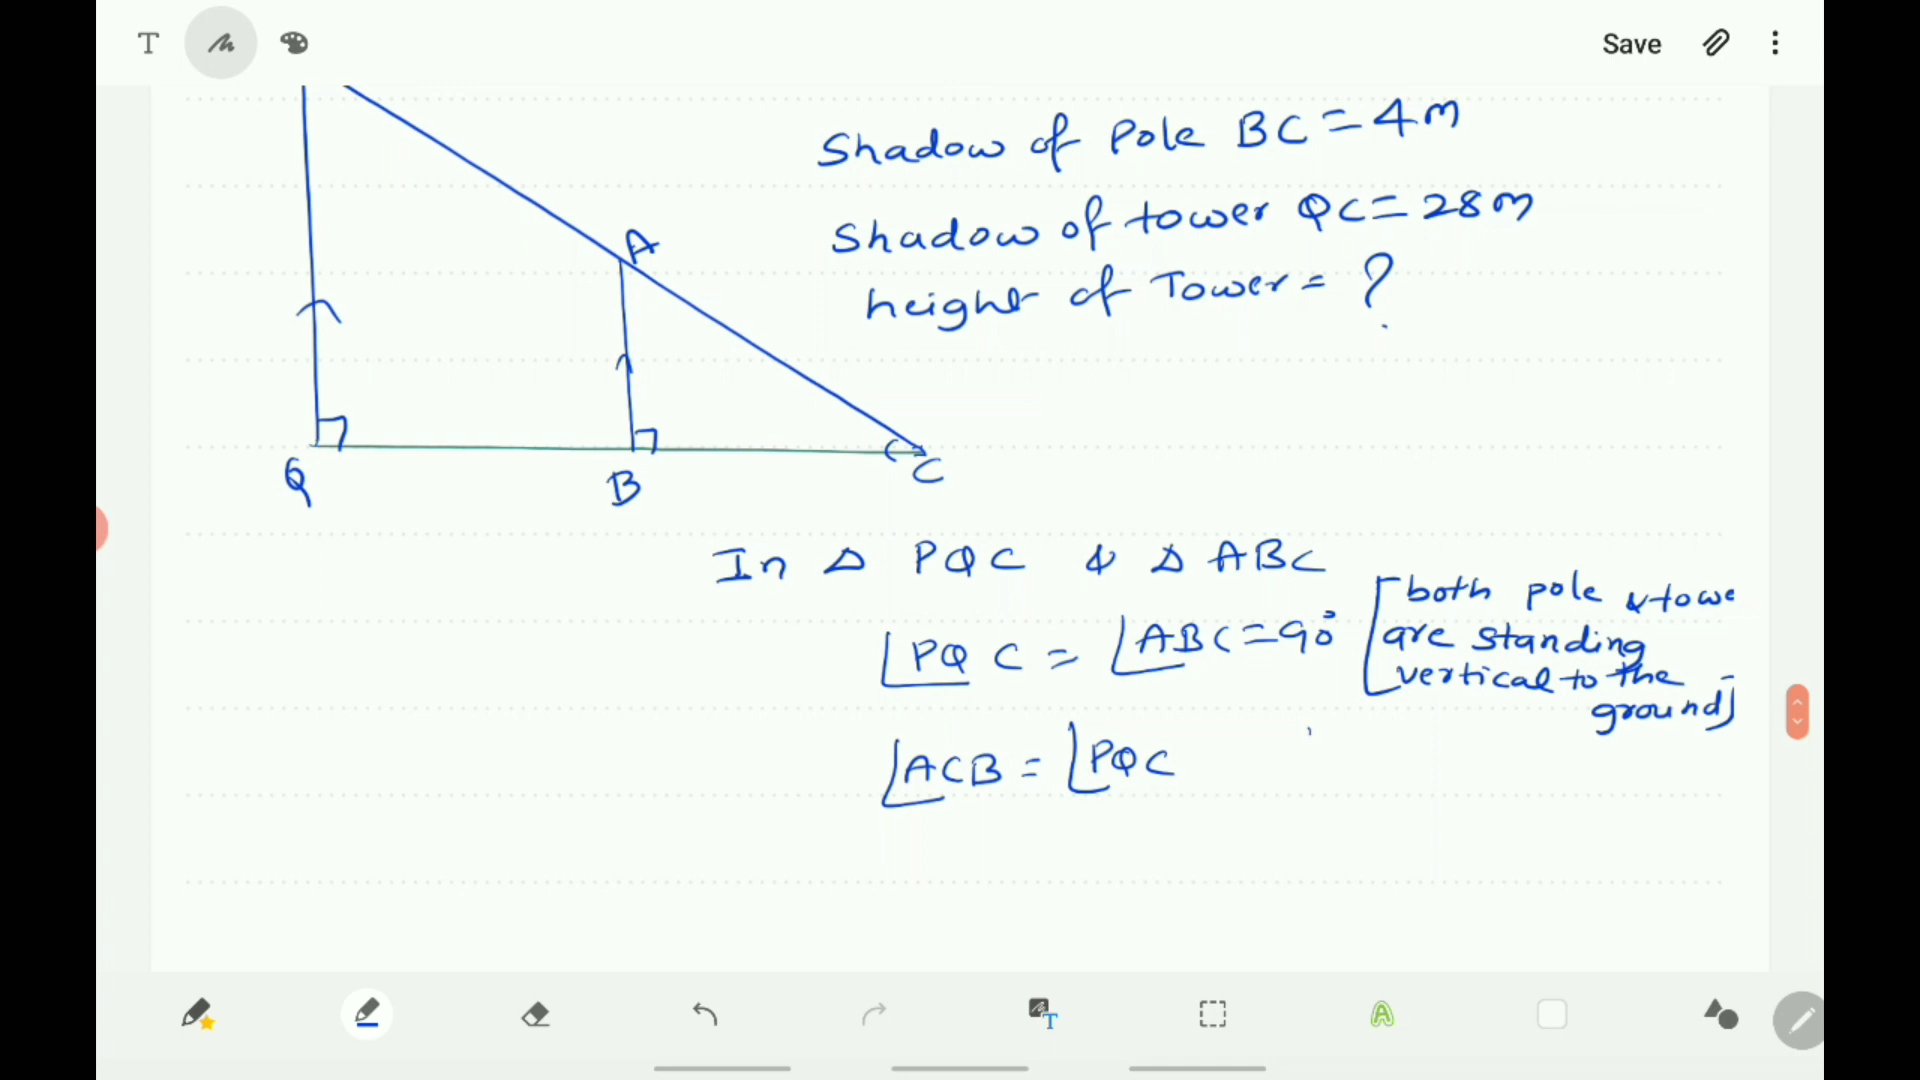 T
Save
Shadow of Pole BC = 4m
Shadow of tower QC = 28m
height of Tower = ?
A
Q
B
C
In Δ PQC & Δ ABC
∠PQC = ∠ABC = 90° [both pole & towe
are standing
vertical to the
ground]
∠ACB = ∠PQC
T
A